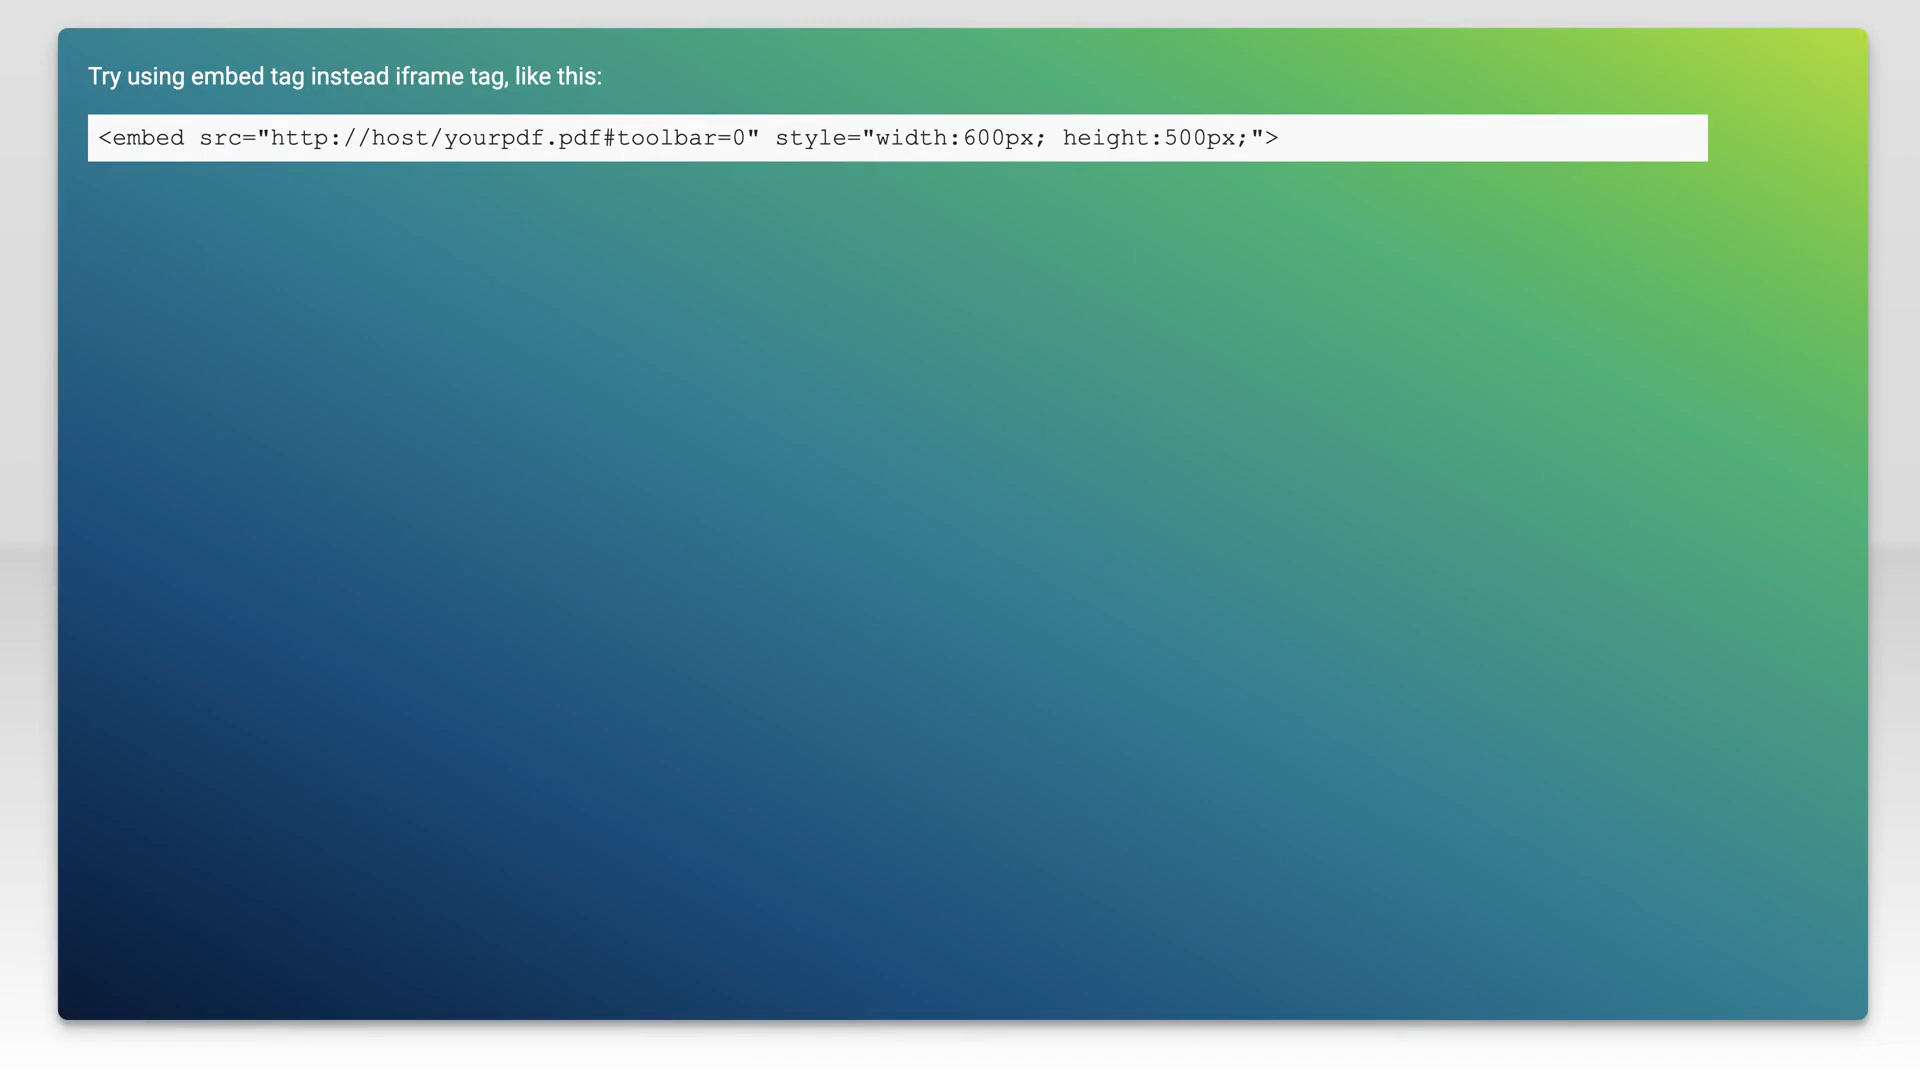 Try using embed tag instead iframe tag, like this:
<embed src="http://host/yourpdf.pdf#toolbar=0" style="width:600px; height:500px;">